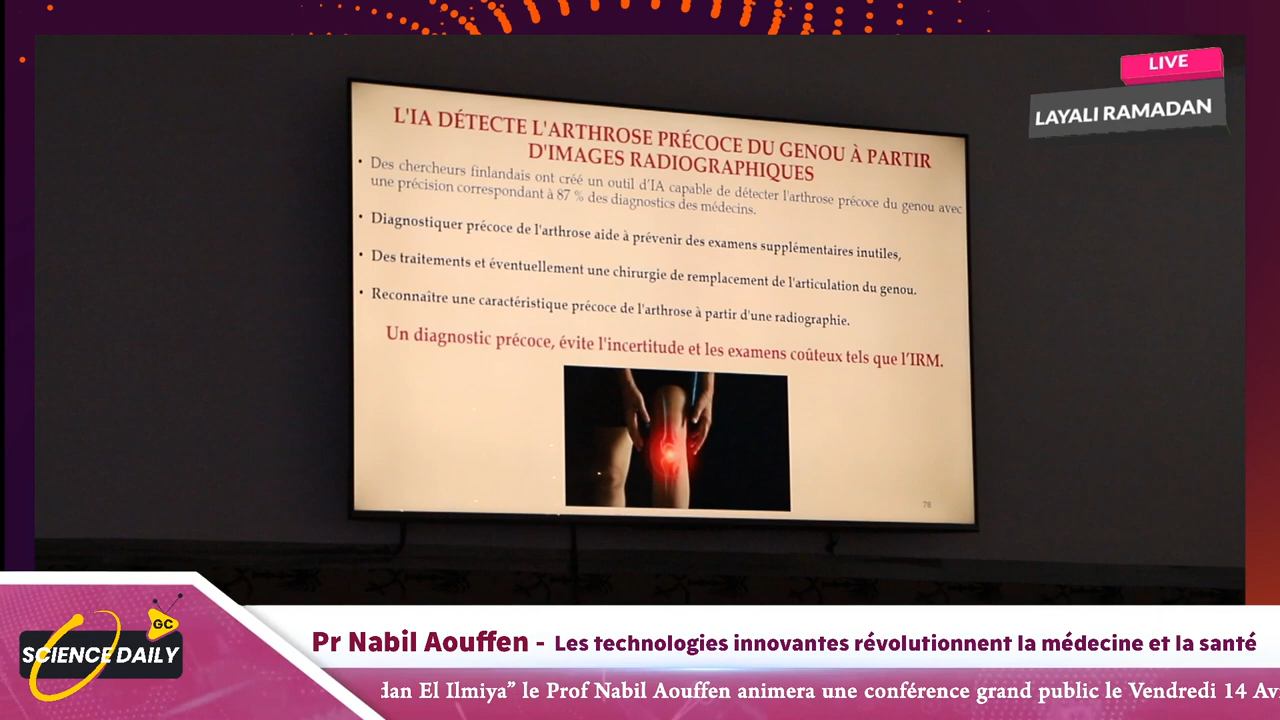 LIVE
LAYALI RAMADAN
L'IA DÉTECTE L'ARTHROSE PRÉCOCE DU GENOU À PARTIR
D'IMAGES RADIOGRAPHIQUES
• Des chercheurs finlandais ont créé un outil d'IA capable de détecter l'arthrose précoce du genou avec
une précision correspondant à 87 % des diagnostics des médecins.
• Diagnostiquer précoce de l'arthrose aide à prévenir des examens supplémentaires inutiles,
• Des traitements et éventuellement une chirurgie de remplacement de l'articulation du genou.
• Reconnaître une caractéristique précoce de l'arthrose à partir d'une radiographie.
Un diagnostic précoce, évite l'incertitude et les examens coûteux tels que l'IRM.
78
GC
SCIENCE DAILY
Pr Nabil Aouffen - Les technologies innovantes révolutionnent la médecine et la santé
dan El Ilmiya” le Prof Nabil Aouffen animera une conférence grand public le Vendredi 14 Av